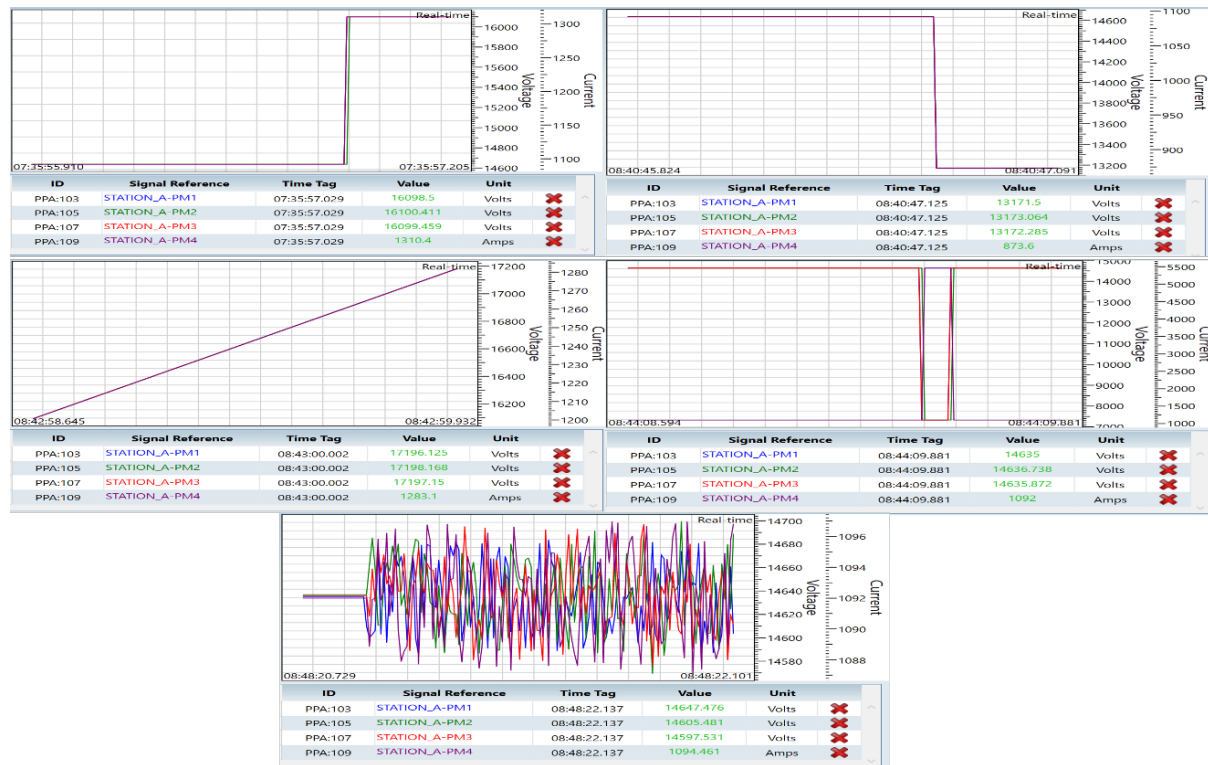 Real-time
16000
15800
15600
15400
15200
15000
14800
14600
Voltage
1300
1250
1200
1150
1100
Current
07:35:55.910 07:35:57.205
ID Signal Reference Time Tag Value Unit
PPA:103 STATION_A-PM1 07:35:57.029 16098.5 Volts
PPA:105 STATION_A-PM2 07:35:57.029 16100.411 Volts
PPA:107 STATION_A-PM3 07:35:57.029 16099.459 Volts
PPA:109 STATION_A-PM4 07:35:57.029 1310.4 Amps
Real-time
14600
14400
14200
14000
13800
13600
13400
13200
Voltage
1100
1050
1000
950
900
Current
08:40:45.824 08:40:47.091
ID Signal Reference Time Tag Value Unit
PPA:103 STATION_A-PM1 08:40:47.125 13171.5 Volts
PPA:105 STATION_A-PM2 08:40:47.125 13173.064 Volts
PPA:107 STATION_A-PM3 08:40:47.125 13172.285 Volts
PPA:109 STATION_A-PM4 08:40:47.125 873.6 Amps
Real-time
17200
17000
16800
16600
16400
16200
Voltage
1280
1270
1260
1250
1240
1230
1220
1210
1200
Current
08:42:58.645 08:42:59.932
ID Signal Reference Time Tag Value Unit
PPA:103 STATION_A-PM1 08:43:00.002 17196.125 Volts
PPA:105 STATION_A-PM2 08:43:00.002 17198.168 Volts
PPA:107 STATION_A-PM3 08:43:00.002 17197.15 Volts
PPA:109 STATION_A-PM4 08:43:00.002 1283.1 Amps
Real-time
15000
14000
13000
12000
11000
10000
9000
8000
7000
Voltage
5500
5000
4500
4000
3500
3000
2500
2000
1500
1000
Current
08:44:08.594 08:44:09.881
ID Signal Reference Time Tag Value Unit
PPA:103 STATION_A-PM1 08:44:09.881 14635 Volts
PPA:105 STATION_A-PM2 08:44:09.881 14636.738 Volts
PPA:107 STATION_A-PM3 08:44:09.881 14635.872 Volts
PPA:109 STATION_A-PM4 08:44:09.881 1092 Amps
Real-time
14700
14680
14660
14640
14620
14600
14580
Voltage
1096
1094
1092
1090
1088
Current
08:48:20.729 08:48:22.101
ID Signal Reference Time Tag Value Unit
PPA:103 STATION_A-PM1 08:48:22.137 14647.476 Volts
PPA:105 STATION_A-PM2 08:48:22.137 14605.481 Volts
PPA:107 STATION_A-PM3 08:48:22.137 14597.531 Volts
PPA:109 STATION_A-PM4 08:48:22.137 1094.461 Amps